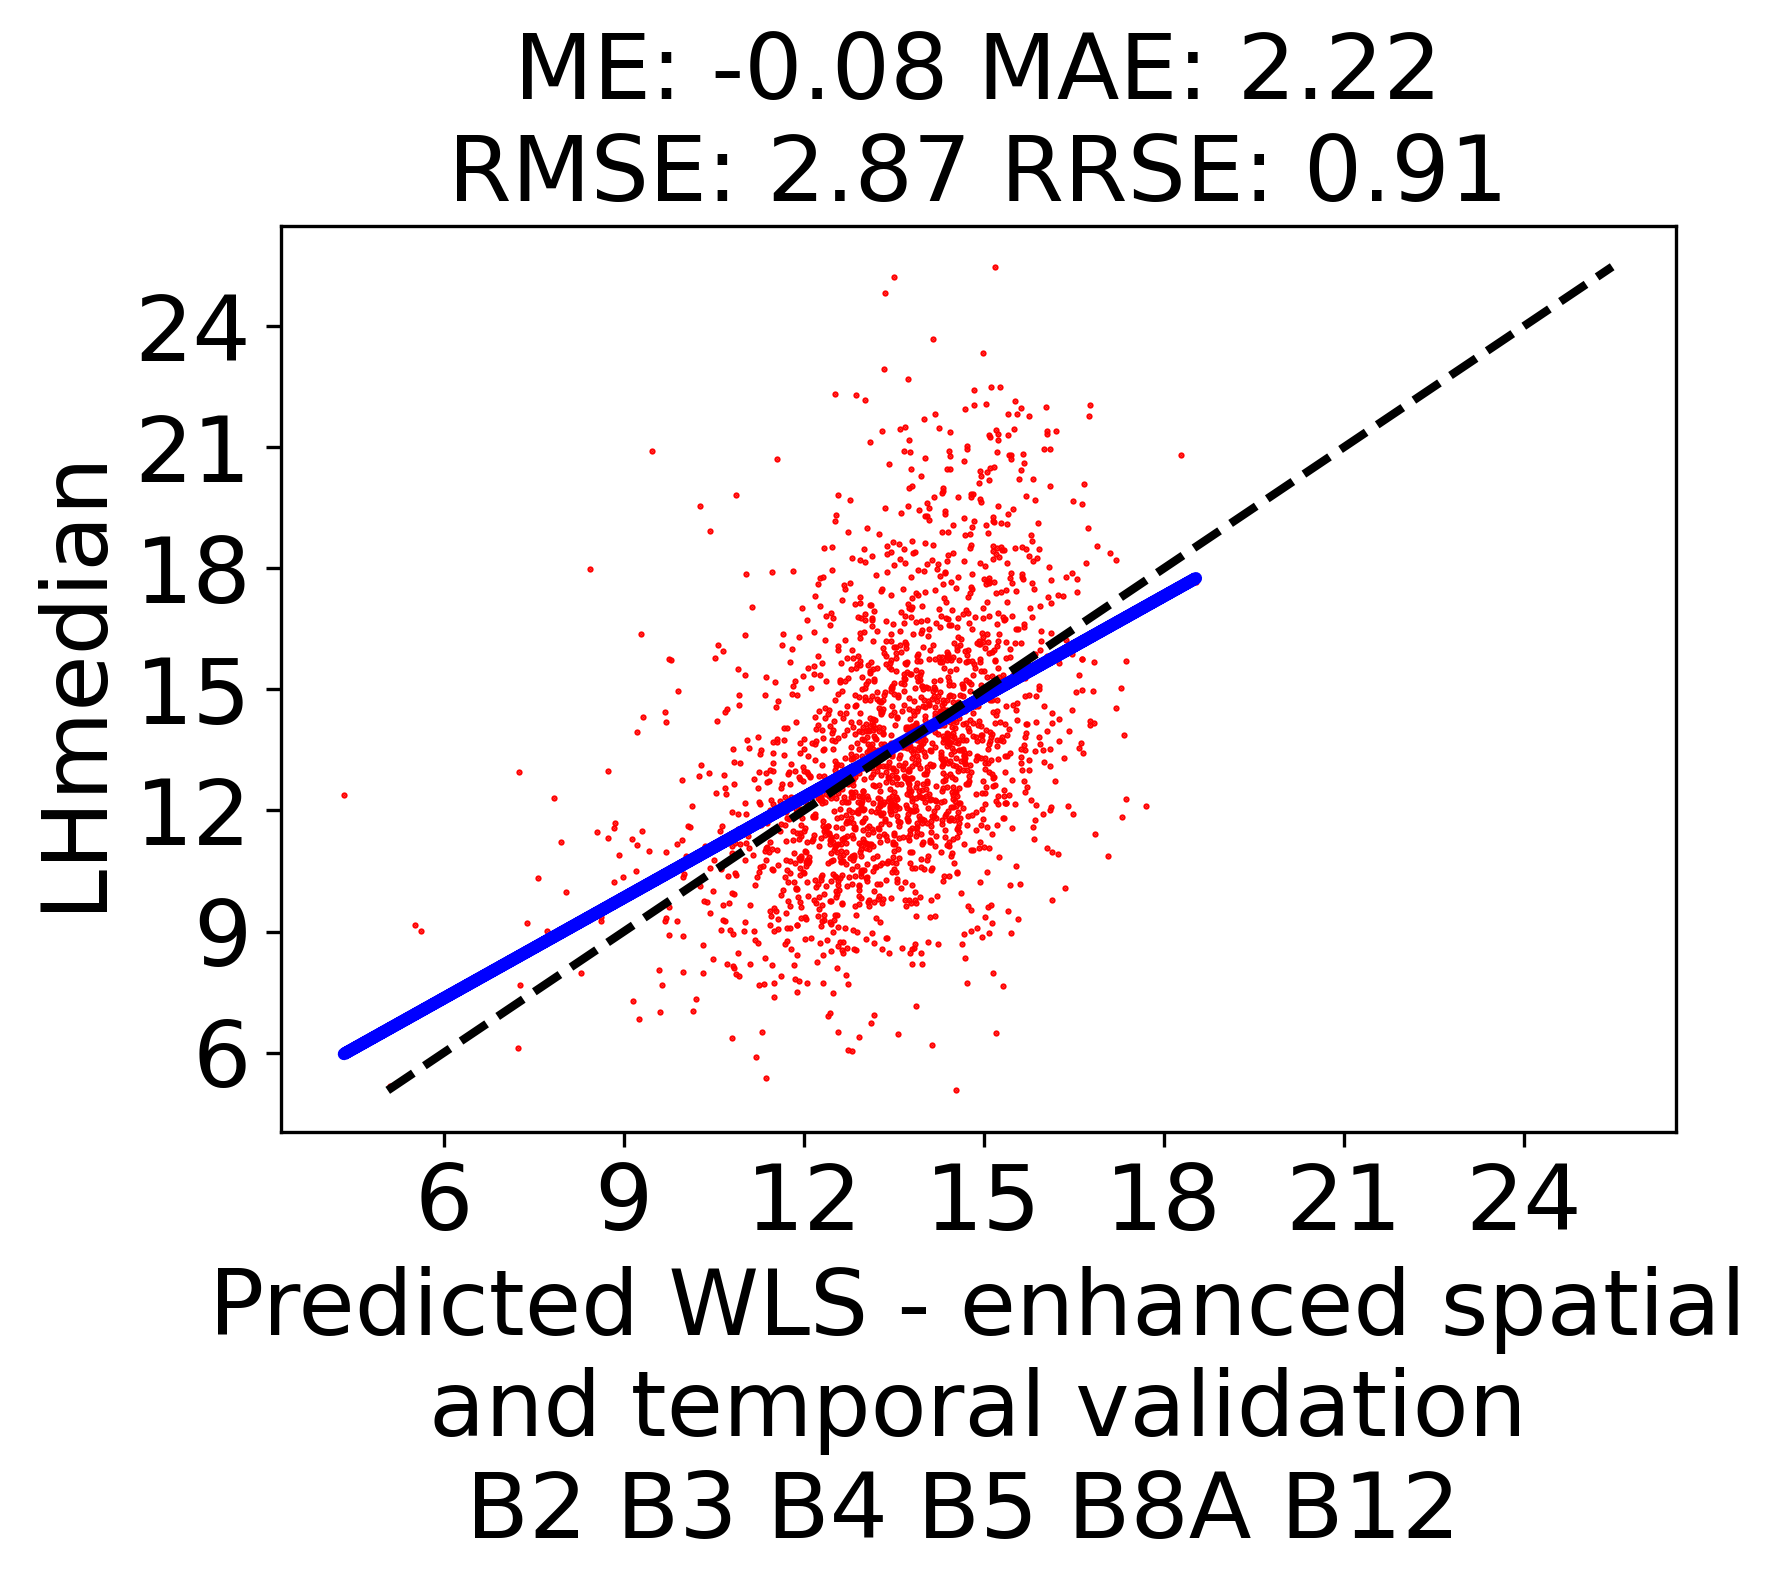 ME: -0.08 MAE: 2.22
RMSE: 2.87 RRSE: 0.91
LHmedian
24
21
18
15
12
9
6
6 9 12 15 18 21 24
Predicted WLS - enhanced spatial
and temporal validation
B2 B3 B4 B5 B8A B12